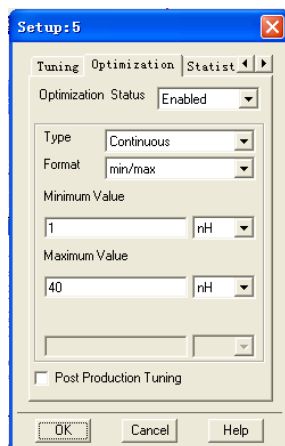 Setup:5
Tuning Optimization Statist
Optimization Status Enabled
Type Continuous
Format min/max
Minimum Value
1 nH
Maximum Value
40 nH
Post Production Tuning
OK Cancel Help